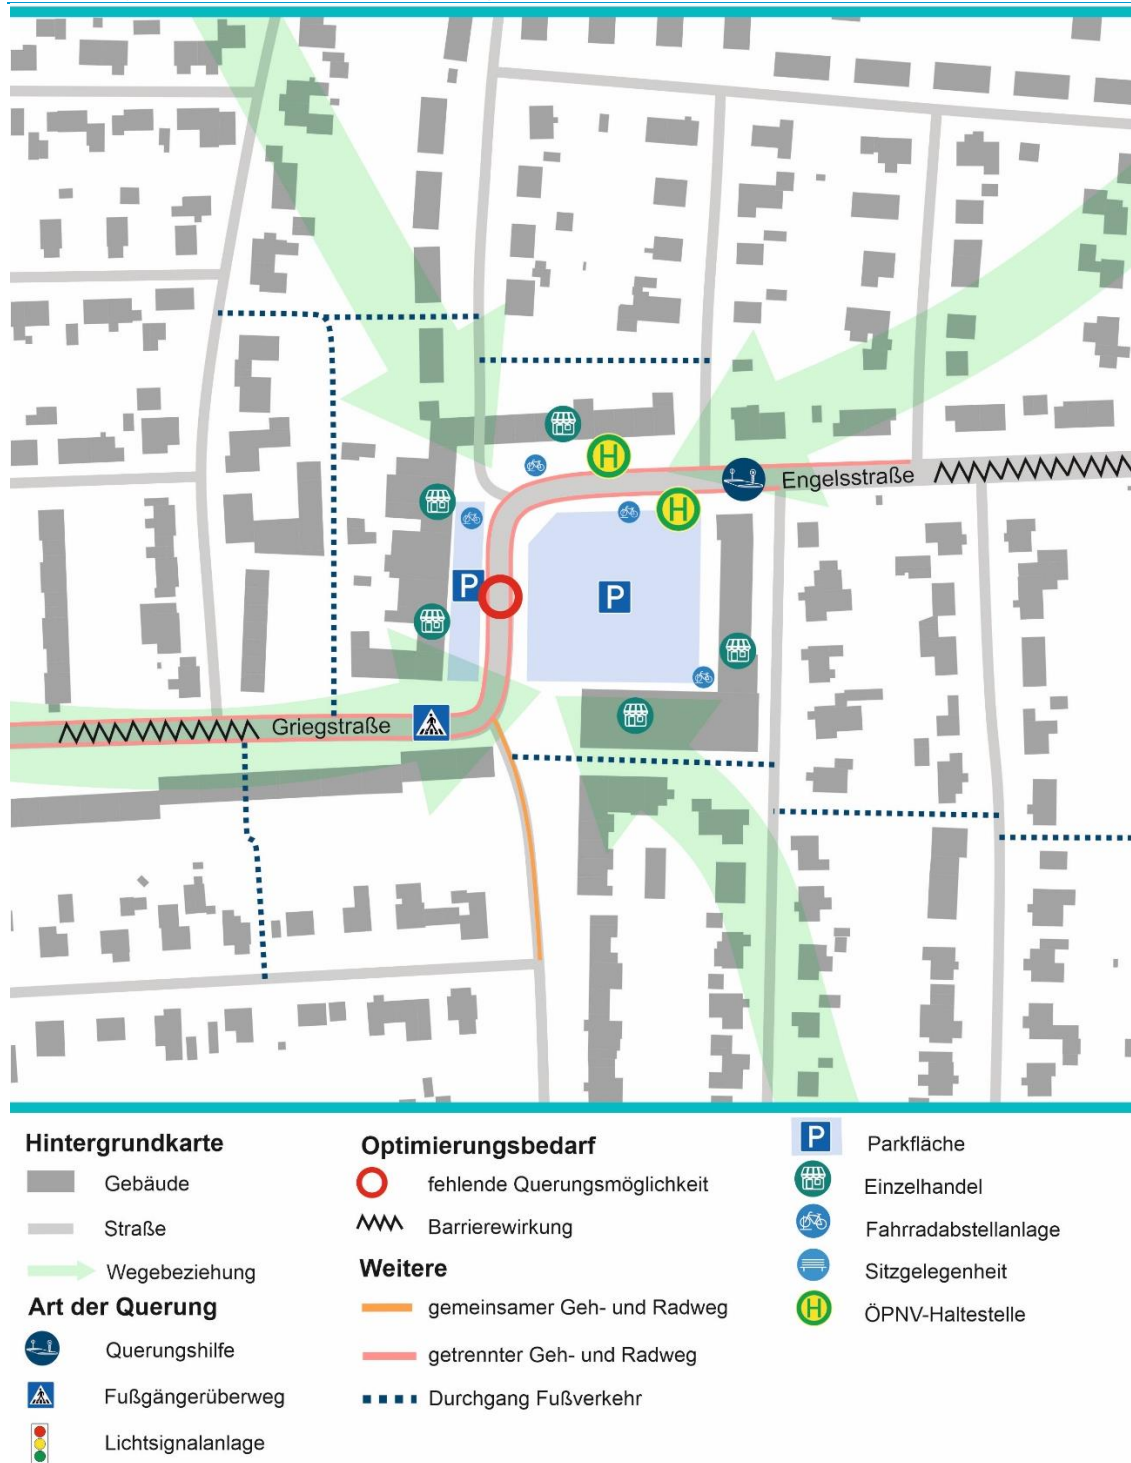 H
Engelsstraße
H
P
P
Griegstraße
Hintergrundkarte
Gebäude
Straße
Wegebeziehung
Art der Querung
Querungshilfe
Fußgängerüberweg
Lichtsignalanlage
Optimierungsbedarf
fehlende Querungsmöglichkeit
Barrierewirkung
Weitere
gemeinsamer Geh- und Radweg
getrennter Geh- und Radweg
Durchgang Fußverkehr
P Parkfläche
Einzelhandel
Fahrradabstellanlage
Sitzgelegenheit
H ÖPNV-Haltestelle